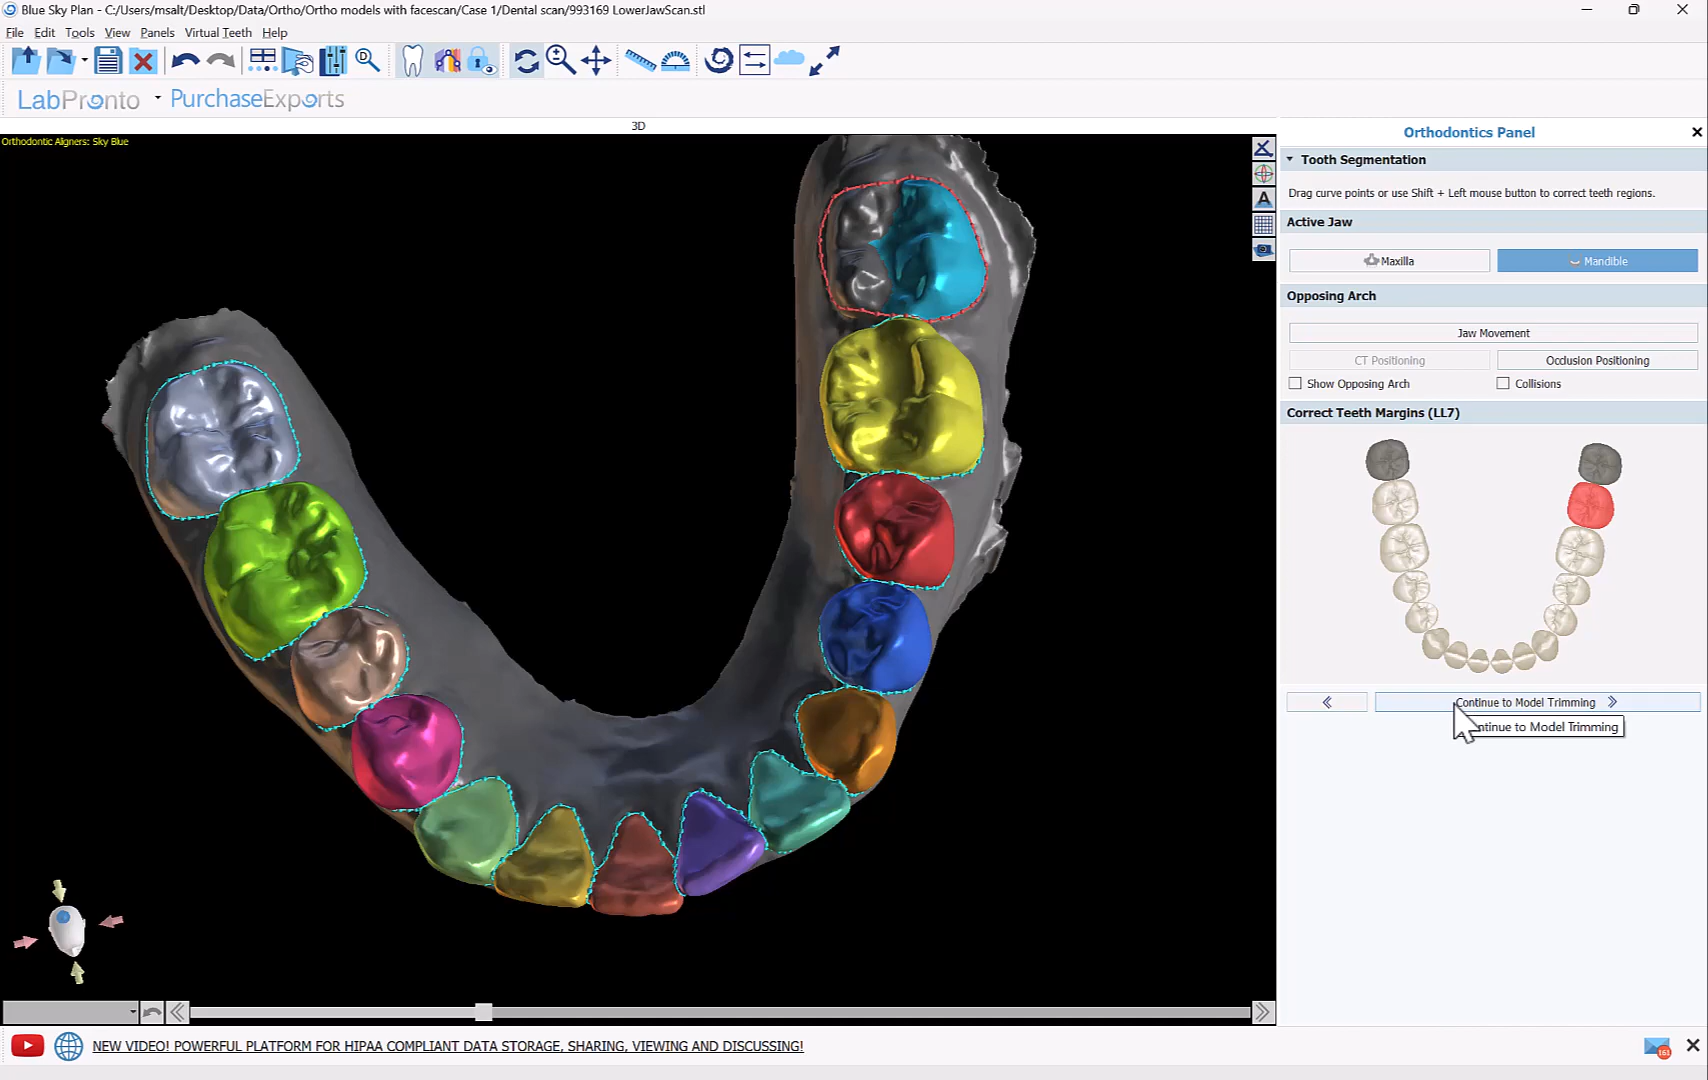 Blue Sky Plan - C:/Users/msalt/Desktop/Data/Ortho/Ortho models with facescan/Case 1/Dental scan/993169 LowerJawScan.stl
File Edit Tools View Panels Virtual Teeth Help
LabPronto PurchaseExports
3D
Orthodontic Aligners: Sky Blue
Orthodontics Panel
Tooth Segmentation
Drag curve points or use Shift + Left mouse button to correct teeth regions.
Active Jaw
Maxilla Mandible
Opposing Arch
Jaw Movement
CT Positioning Occlusion Positioning
Show Opposing Arch Collisions
Correct Teeth Margins (LL7)
Continue to Model Trimming
ntinue to Model Trimming
NEW VIDEO! POWERFUL PLATFORM FOR HIPAA COMPLIANT DATA STORAGE, SHARING, VIEWING AND DISCUSSING!
161